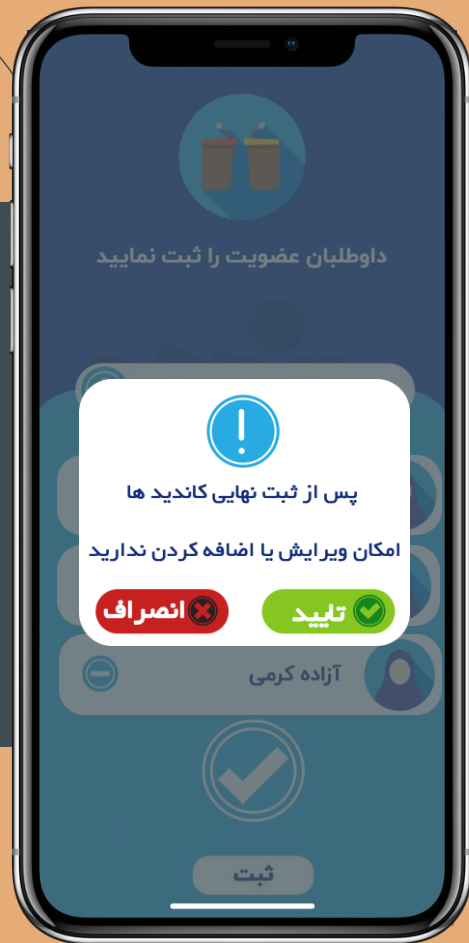 داوطلبان عضویت را ثبت نمایید
پس از ثبت نهایی کاندید ها
امکان ویرایش یا اضافه کردن ندارید
تایید
انصراف
آزاده کرمی
ثبت